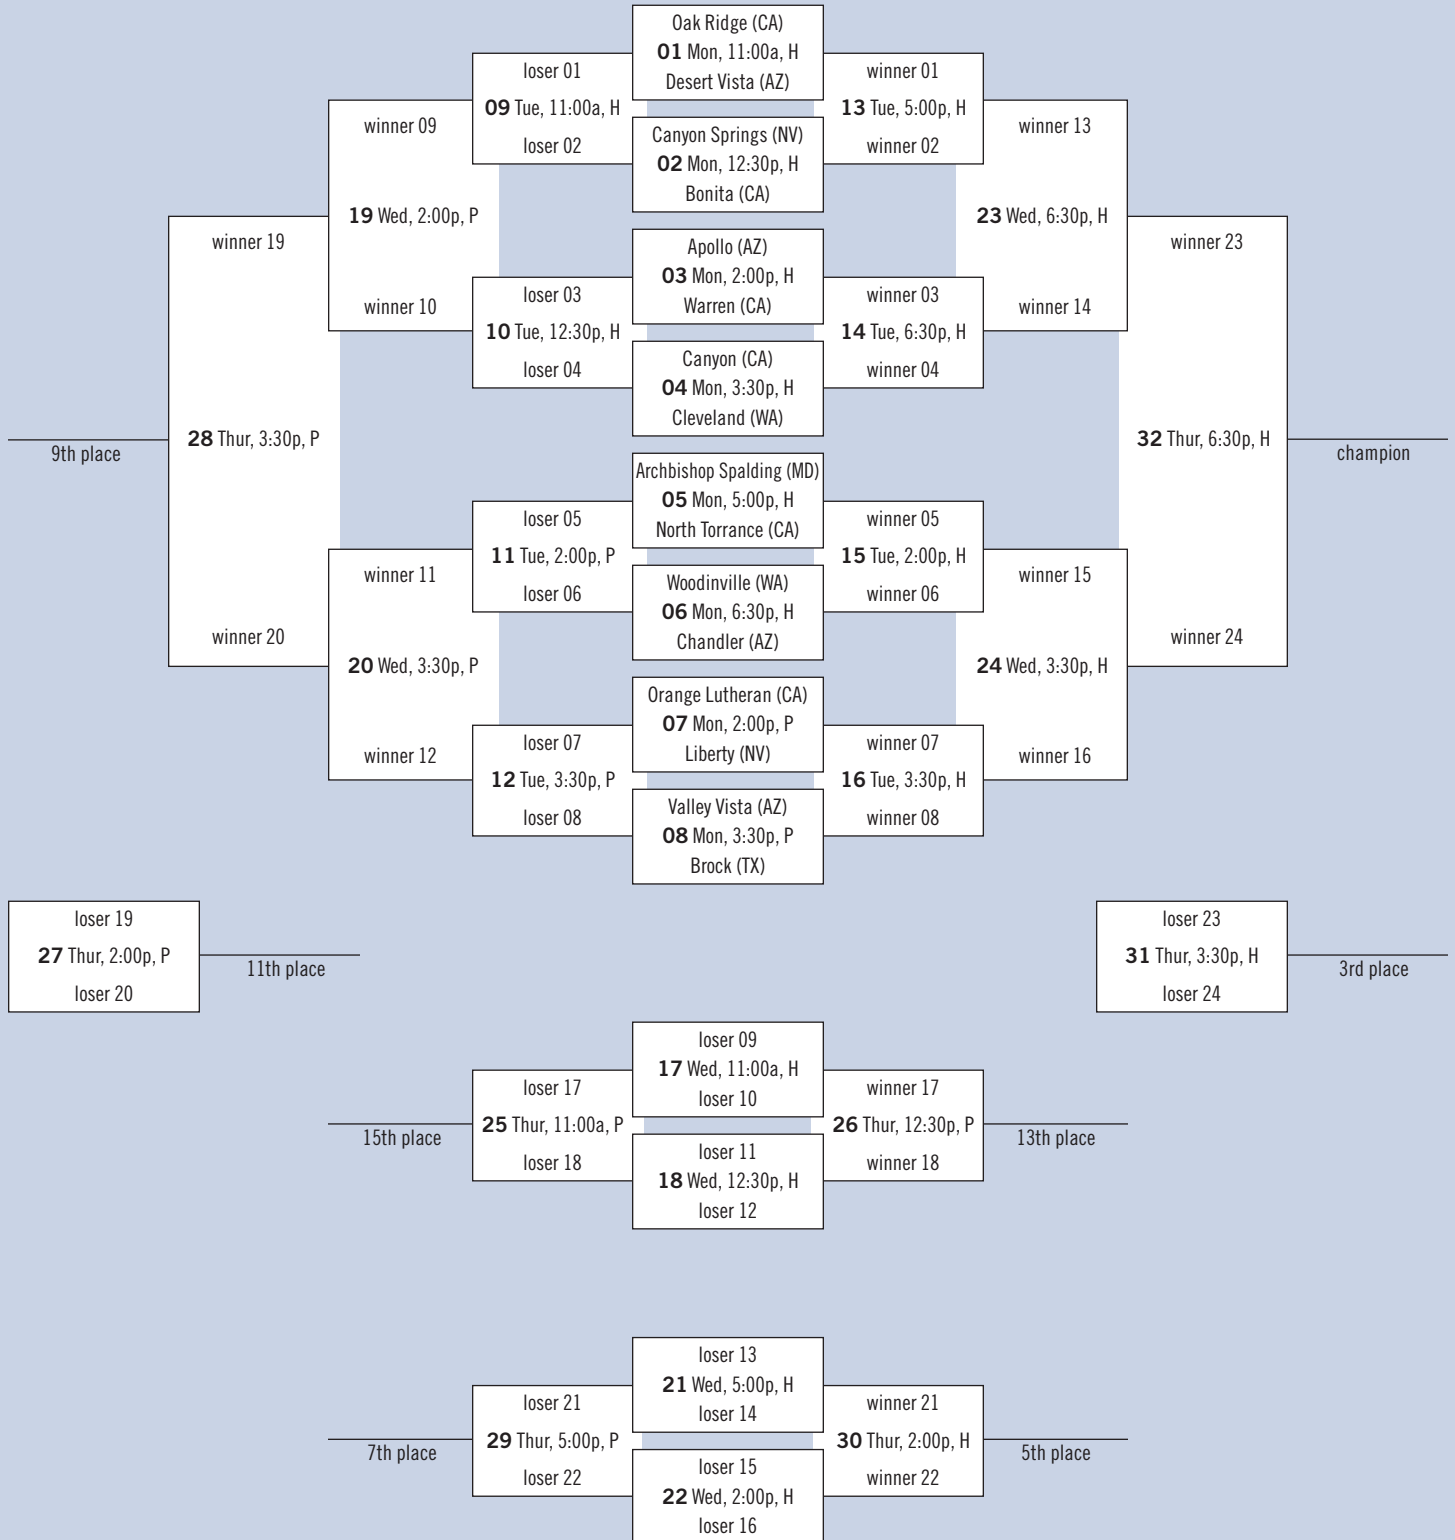 Oak Ridge (CA)
01 Mon, 11:00a, H
Desert Vista (AZ)
loser 01
09 Tue, 11:00a, H
loser 02
winner 01
13 Tue, 5:00p, H
winner 02
Canyon Springs (NV)
02 Mon, 12:30p, H
Bonita (CA)
winner 09
19 Wed, 2:00p, P
winner 10
winner 13
23 Wed, 6:30p, H
winner 14
Apollo (AZ)
03 Mon, 2:00p, H
Warren (CA)
loser 03
10 Tue, 12:30p, H
loser 04
winner 03
14 Tue, 6:30p, H
winner 04
Canyon (CA)
04 Mon, 3:30p, H
Cleveland (WA)
winner 19
28 Thur, 3:30p, P
winner 20
9th place
winner 23
32 Thur, 6:30p, H
winner 24
champion
Archbishop Spalding (MD)
05 Mon, 5:00p, H
North Torrance (CA)
loser 05
11 Tue, 2:00p, P
loser 06
winner 05
15 Tue, 2:00p, H
winner 06
Woodinville (WA)
06 Mon, 6:30p, H
Chandler (AZ)
winner 11
20 Wed, 3:30p, P
winner 12
winner 15
24 Wed, 3:30p, H
winner 16
Orange Lutheran (CA)
07 Mon, 2:00p, P
Liberty (NV)
loser 07
12 Tue, 3:30p, P
loser 08
winner 07
16 Tue, 3:30p, H
winner 08
Valley Vista (AZ)
08 Mon, 3:30p, P
Brock (TX)
loser 19
27 Thur, 2:00p, P
loser 20
11th place
loser 23
31 Thur, 3:30p, H
loser 24
3rd place
loser 09
17 Wed, 11:00a, H
loser 10
loser 17
25 Thur, 11:00a, P
loser 18
15th place
winner 17
26 Thur, 12:30p, P
winner 18
13th place
loser 11
18 Wed, 12:30p, H
loser 12
loser 13
21 Wed, 5:00p, H
loser 14
loser 21
29 Thur, 5:00p, P
loser 22
7th place
winner 21
30 Thur, 2:00p, H
winner 22
5th place
loser 15
22 Wed, 2:00p, H
loser 16